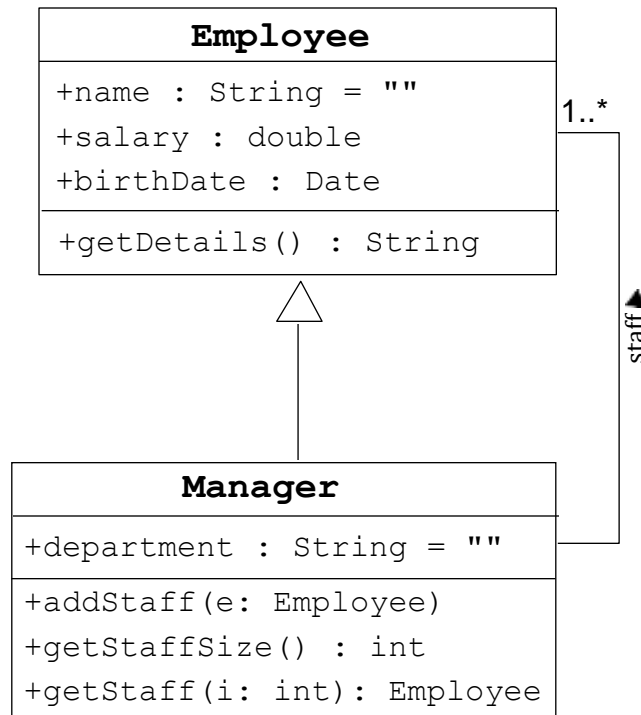 Employee
+name : String = ""
+salary : double
+birthDate : Date
+getDetails() : String
1..*
staff
Manager
+department : String = ""
+addStaff(e: Employee)
+getStaffSize() : int
+getStaff(i: int): Employee